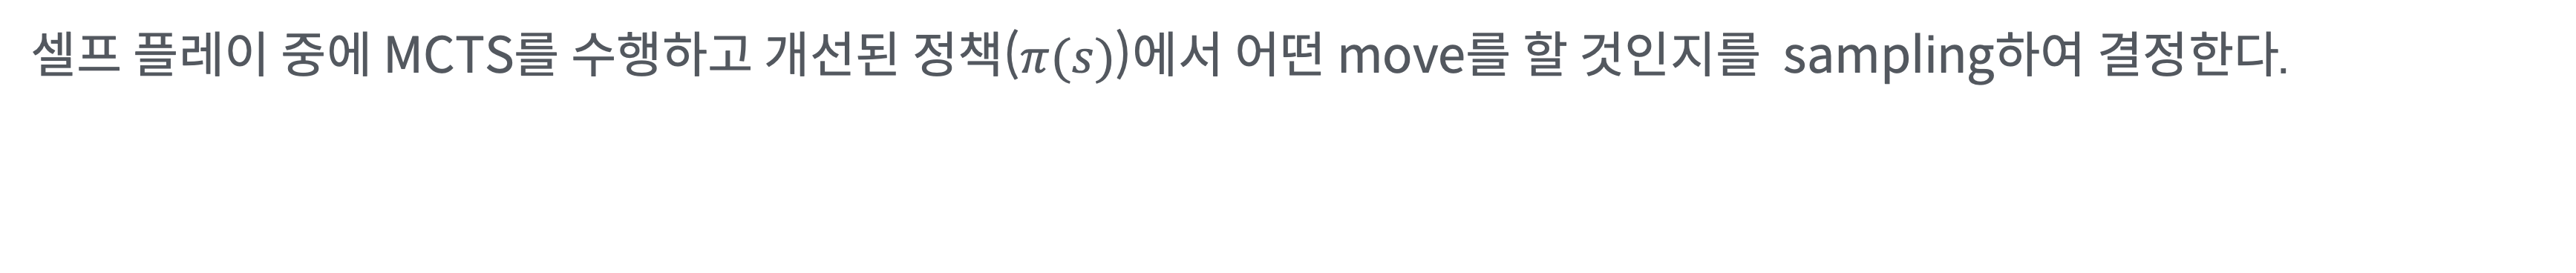 셀프 플레이 중에 MCTS를 수행하고 개선된 정책(𝜋(𝑠))에서 어떤 move를 할 것인지를 sampling하여 결정한다.